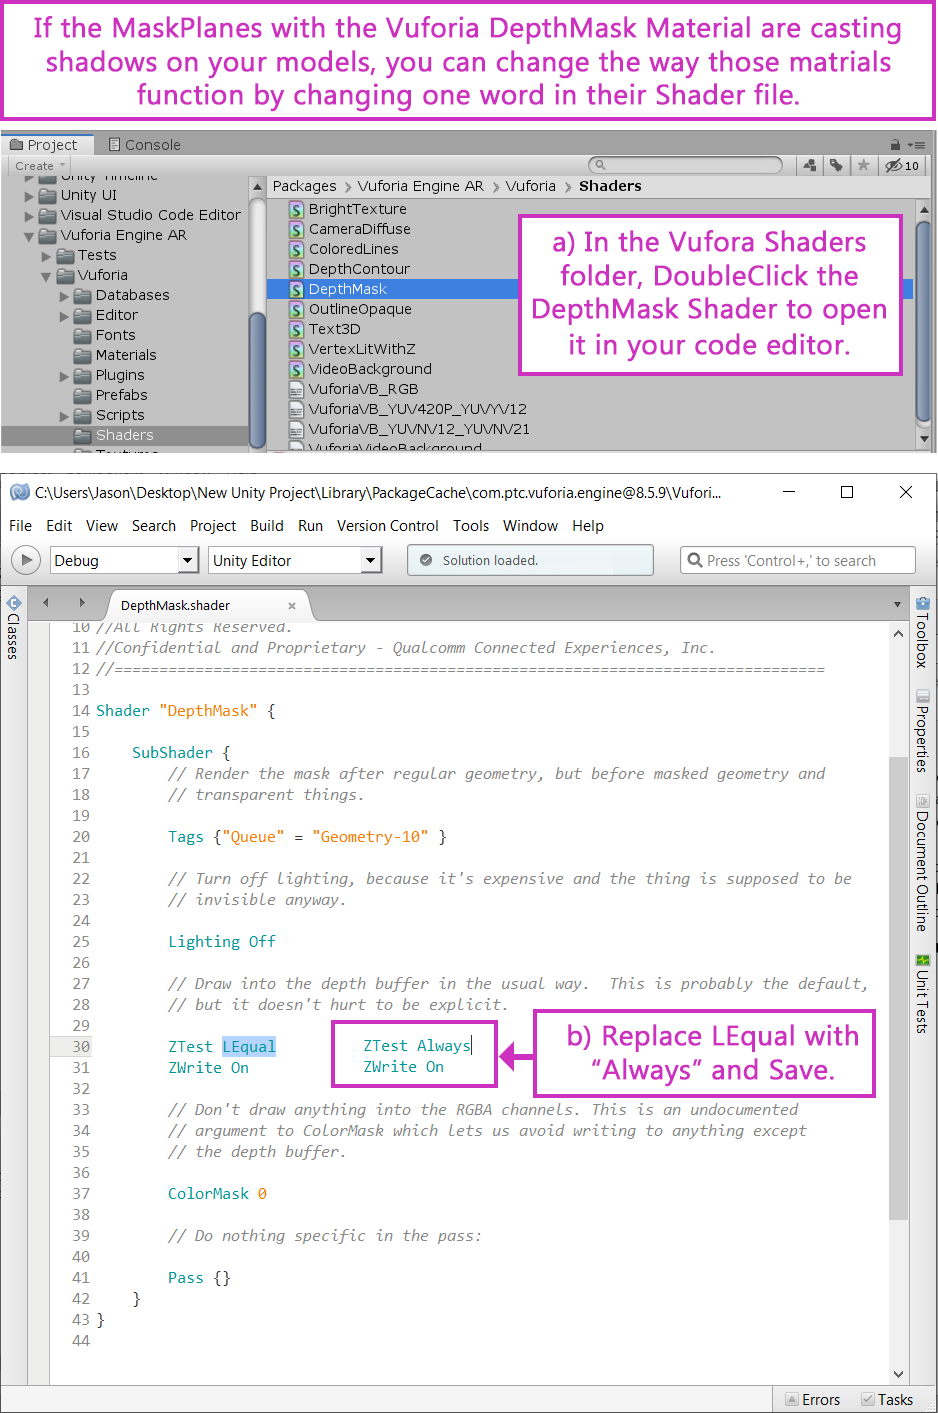 If the MaskPlanes with the Vuforia DepthMask Material are casting
shadows on your models, you can change the way those matrials
function by changing one word in their Shader file.
Project
Console
Create
10
Unity Timeline
Unity UI
Visual Studio Code Editor
Vuforia Engine AR
Tests
Vuforia
Databases
Editor
Fonts
Materials
Plugins
Prefabs
Scripts
Shaders
Textures
Packages > Vuforia Engine AR > Vuforia > Shaders
BrightTexture
CameraDiffuse
ColoredLines
DepthContour
DepthMask
OutlineOpaque
Text3D
VertexLitWithZ
VideoBackground
VuforiaVB_RGB
VuforiaVB_YUV420P_YUVYV12
VuforiaVB_YUVNV12_YUVNV21
VuforiaVideoBackground
a) In the Vufora Shaders
folder, DoubleClick the
DepthMask Shader to open
it in your code editor.
C:\Users\Jason\Desktop\New Unity Project\Library\PackageCache\com.ptc.vuforia.engine@8.5.9\Vufori...
File Edit View Search Project Build Run Version Control Tools Window Help
Debug
Unity Editor
Solution loaded.
Press 'Control+,' to search
Classes
DepthMask.shader
Toolbox
Properties
Document Outline
Unit Tests
10 //All Rights Reserved.
11 //Confidential and Proprietary - Qualcomm Connected Experiences, Inc.
12 //===============================================================================
13
14 Shader "DepthMask" {
15
16 SubShader {
17 // Render the mask after regular geometry, but before masked geometry and
18 // transparent things.
19
20 Tags {"Queue" = "Geometry-10" }
21
22 // Turn off lighting, because it's expensive and the thing is supposed to be
23 // invisible anyway.
24
25 Lighting Off
26
27 // Draw into the depth buffer in the usual way.  This is probably the default,
28 // but it doesn't hurt to be explicit.
29
30 ZTest LEqual
31 ZWrite On
ZTest Always
ZWrite On
b) Replace LEqual with
“Always” and Save.
32
33 // Don't draw anything into the RGBA channels. This is an undocumented
34 // argument to ColorMask which lets us avoid writing to anything except
35 // the depth buffer.
36
37 ColorMask 0
38
39 // Do nothing specific in the pass:
40
41 Pass {}
42 }
43 }
44
Errors
Tasks